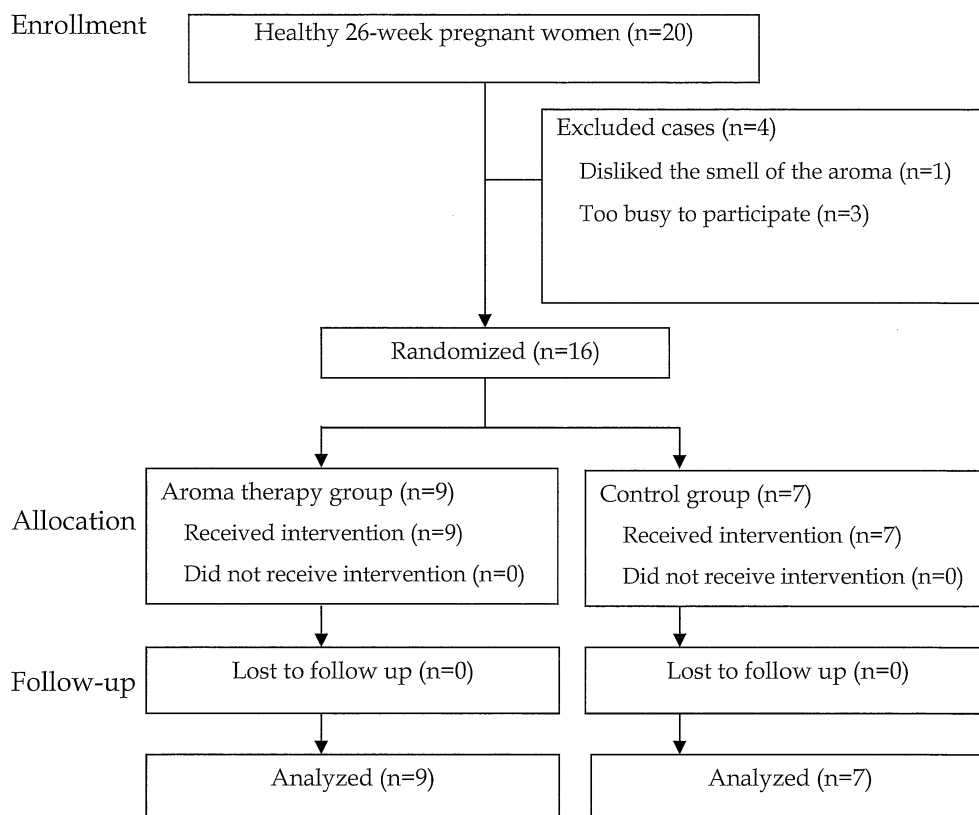 Enrollment
Healthy 26-week pregnant women (n=20)
Excluded cases (n=4)
Disliked the smell of the aroma (n=1)
Too busy to participate (n=3)
Randomized (n=16)
Allocation
Aroma therapy group (n=9)
Received intervention (n=9)
Did not receive intervention (n=0)
Control group (n=7)
Received intervention (n=7)
Did not receive intervention (n=0)
Follow-up
Lost to follow up (n=0)
Lost to follow up (n=0)
Analyzed (n=9)
Analyzed (n=7)